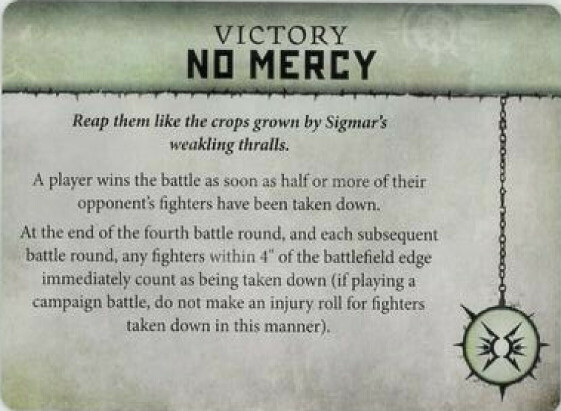 VICTORY
NO MERCY
Reap them like the crops grown by Sigmar's
weakling thralls.
A player wins the battle as soon as half or more of their
opponent's fighters have been taken down.
At the end of the fourth battle round, and each subsequent
battle round, any fighters within 4" of the battlefield edge
immediately count as being taken down (if playing a
campaign battle, do not make an injury roll for fighters
taken down in this manner).